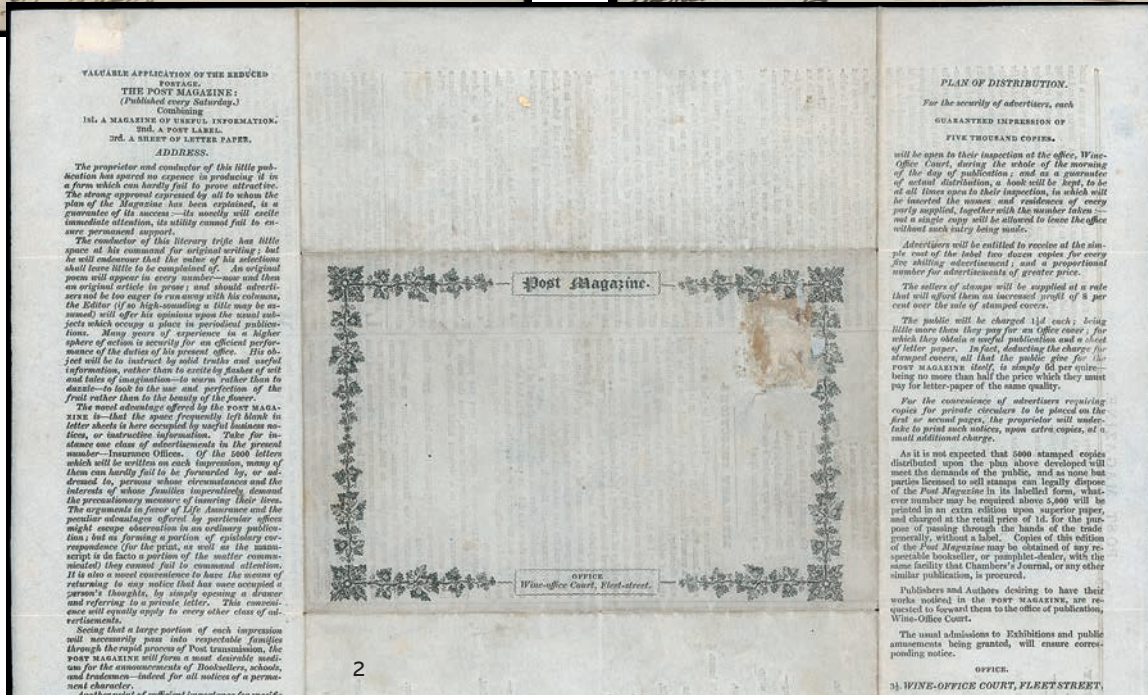 VALUABLE APPLICATION OF THE REDUCED
POSTAGE.
THE POST MAGAZINE:
(Published every Saturday.)
Combining
1st. A MAGAZINE OF USEFUL INFORMATION.
2nd. A POST LABEL.
3rd. A SHEET OF LETTER PAPER.
ADDRESS.
The proprietor and conductor of this little pub-
lication has spared no expence in producing it in
a form which can hardly fail to prove attractive.
The strong approval expressed by all to whom the
plan of the Magazine has been explained, is a
guarantee of its success:—its novelty will excite
immediate attention, its utility cannot fail to en-
sure permanent support.
The conductor of this literary trifle has little
space at his command for original writing; but
he will endeavour that the value of his selections
shall leave little to be complained of. An original
poem will appear in every number—now and then
an original article in prose; and should adverti-
sers not be too eager to run away with his columns,
the Editor (if so high-sounding a title may be as-
sumed) will offer his opinions upon the usual sub-
jects which occupy a place in periodical publica-
tions. Many years of experience in a higher
sphere of action is security for an efficient perfor-
mance of the duties of his present office. His ob-
ject will be to instruct by solid truths and useful
information, rather than to excite by flashes of wit
and tales of imagination—to warm rather than to
dazzle—to look to the use and perfection of the
fruit rather than to the beauty of the flower.
The novel advantage offered by the POST MAGA-
ZINE is—that the space frequently left blank in
letter sheets is here occupied by useful business no-
tices, or instructive information. Take for in-
stance one class of advertisements in the present
number—Insurance Offices. Of the 5000 letters
which will be written on each impression, many of
them can hardly fail to be forwarded by, or ad-
dressed to, persons whose circumstances and the
interests of whose families imperatively demand
the precautionary measure of insuring their lives.
The arguments in favor of Life Assurance and the
peculiar advantages offered by particular offices
might escape observation in an ordinary publica-
tion; but as forming a portion of epistolary cor-
respondence (for the print, as well as the manu-
script is de facto a portion of the matter commu-
nicated) they cannot fail to command attention.
It is also a novel convenience to have the means of
returning to any notice that has once occupied a
person's thoughts, by simply opening a drawer
and referring to a private letter. This conveni-
ence will equally apply to every other class of ad-
vertisements.
Seeing that a large portion of each impression
will necessarily pass into respectable families
through the rapid process of Post transmission, the
POST MAGAZINE will form a most desirable medi-
um for the announcements of Booksellers, schools,
and tradesmen—indeed for all notices of a perma-
nent character.
Post Magazine.
OFFICE
Wine-office Court, Fleet-street.
2
PLAN OF DISTRIBUTION.
For the security of advertisers, each
GUARANTEED IMPRESSION OF
FIVE THOUSAND COPIES.
will be open to their inspection at the office, Wine-
Office Court, during the whole of the morning
of the day of publication; and as a guarantee
of actual distribution, a book will be kept, to be
at all times open to their inspection, in which will
be inserted the names and residences of every
party supplied, together with the number taken:—
not a single copy will be allowed to leave the office
without such entry being made.
Advertisers will be entitled to receive at the sim-
ple cost of the label two dozen copies for every
five shilling advertisement; and a proportional
number for advertisements of greater price.
The sellers of stamps will be supplied at a rate
that will afford them an increased profit of 8 per
cent over the sale of stamped covers.
The public will be charged 1½d each; being
little more than they pay for an Office cover; for
which they obtain a useful publication and a sheet
of letter paper. In fact, deducting the charge for
stamped covers, all that the public give for the
POST MAGAZINE itself, is simply 6d per quire—
being no more than half the price which they must
pay for letter-paper of the same quality.
For the convenience of advertisers requiring
copies for private circulars to be placed on the
first or second pages, the proprietor will under-
take to print such notices, upon extra copies, at a
small additional charge.
As it is not expected that 5000 stamped copies
distributed upon the plan above developed will
meet the demands of the public, and as none but
parties licensed to sell stamps can legally dispose
of the Post Magazine in its labelled form, what-
ever number may be required above 5,000 will be
printed in an extra edition upon superior paper,
and charged at the retail price of 1d. for the pur-
pose of passing through the hands of the trade
generally, without a label. Copies of this edition
of the Post Magazine may be obtained of any re-
spectable bookseller, or pamphlet-dealer, with the
same facility that Chambers's Journal, or any other
similar publication, is procured.
Publishers and Authors desiring to have their
works noticed in the POST MAGAZINE, are re-
quested to forward them to the office of publication,
Wine-Office Court.
The usual admissions to Exhibitions and public
amusements being granted, will ensure corres-
ponding notice.
OFFICE.
WINE-OFFICE COURT, FLEET STREET,